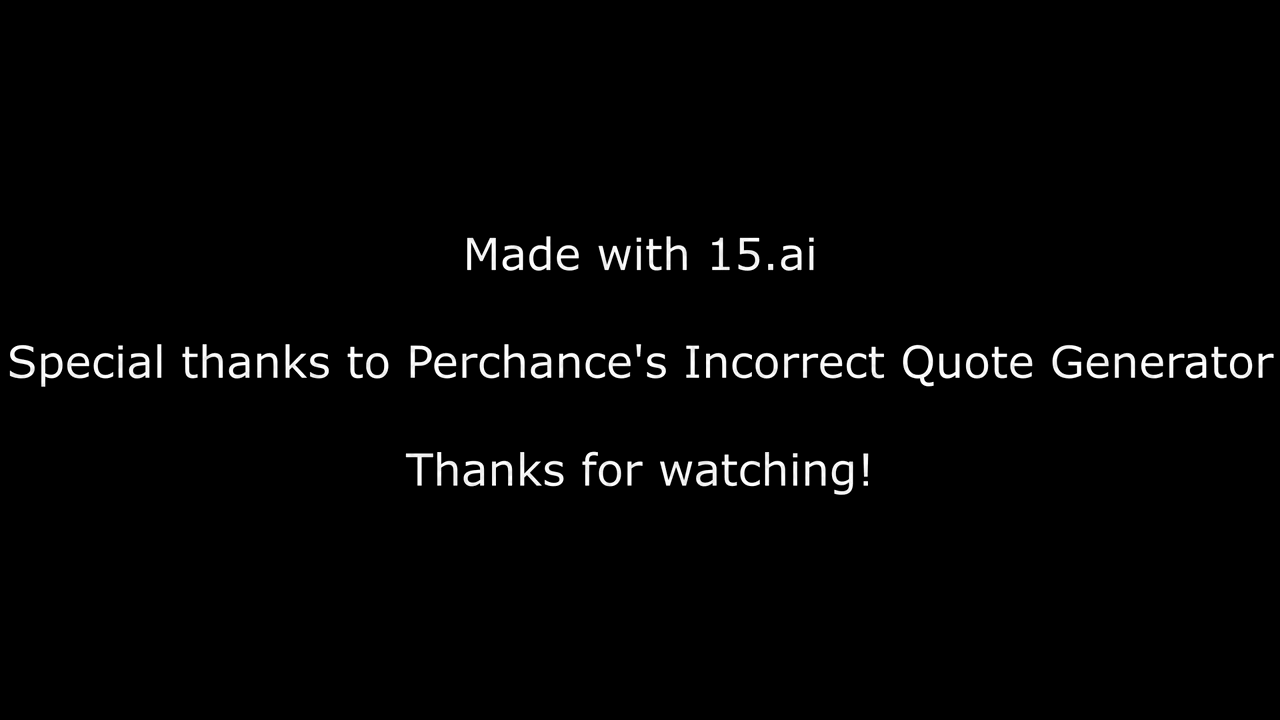 Made with 15.ai
Special thanks to Perchance's Incorrect Quote Generator
Thanks for watching!